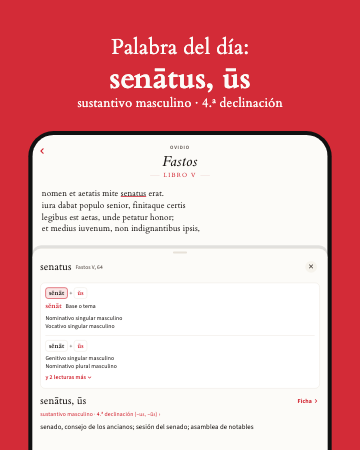 Palabra del día:
senātus, ūs
sustantivo masculino · 4.ª declinación
OVIDIO
Fastos
LIBRO V
nomen et aetatis mite senatus erat.
iura dabat populo senior, finitaque certis
legibus est aetas, unde petatur honor;
et medius iuvenum, non indignantibus ipsis,
senatus Fastos V, 64
sĕnāt + ŭs
sĕnāt Base o tema
Nominativo singular masculino
Vocativo singular masculino
sĕnāt + ūs
Genitivo singular masculino
Nominativo plural masculino
y 2 lecturas más
senātus, ūs Ficha
sustantivo masculino · 4.ª declinación (-us, -ūs)
senado, consejo de los ancianos; sesión del senado; asamblea de notables